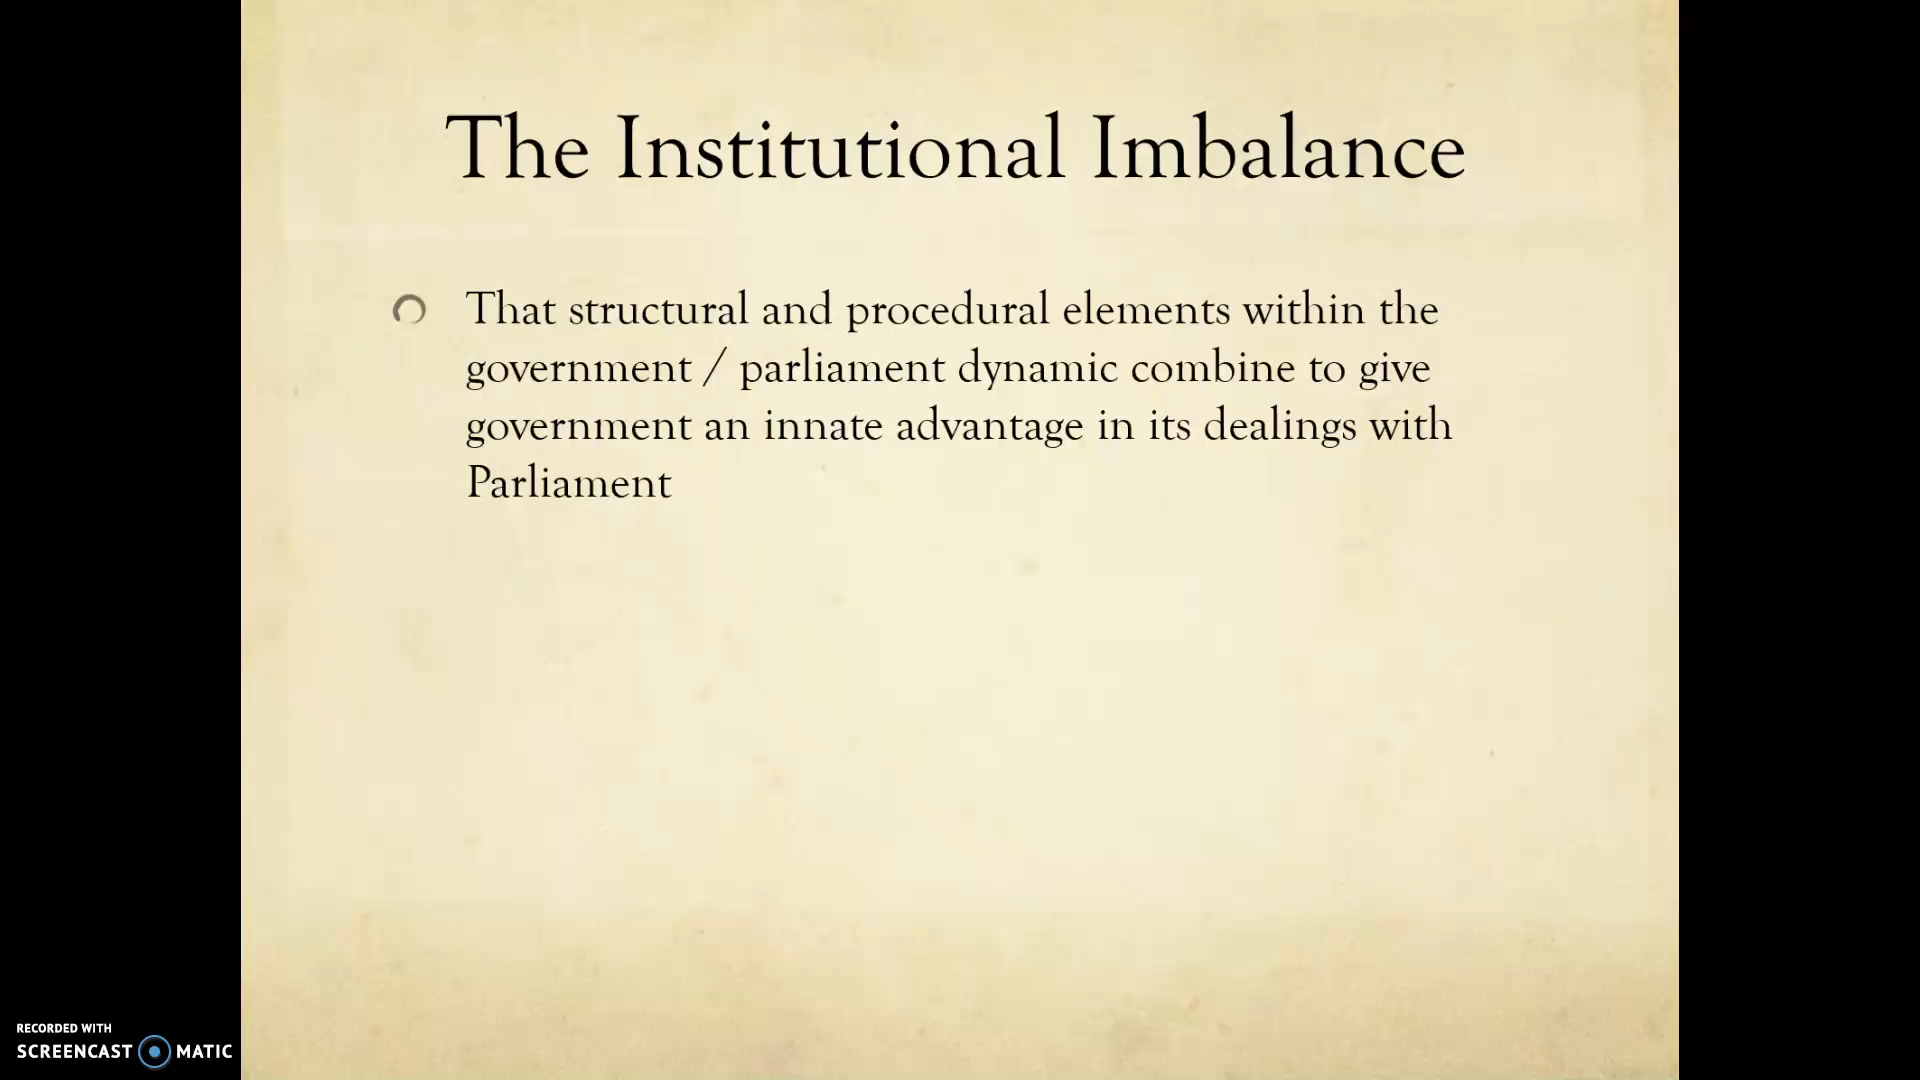 The Institutional Imbalance
That structural and procedural elements within the
government / parliament dynamic combine to give
government an innate advantage in its dealings with
Parliament
RECORDED WITH
SCREENCAST MATIC